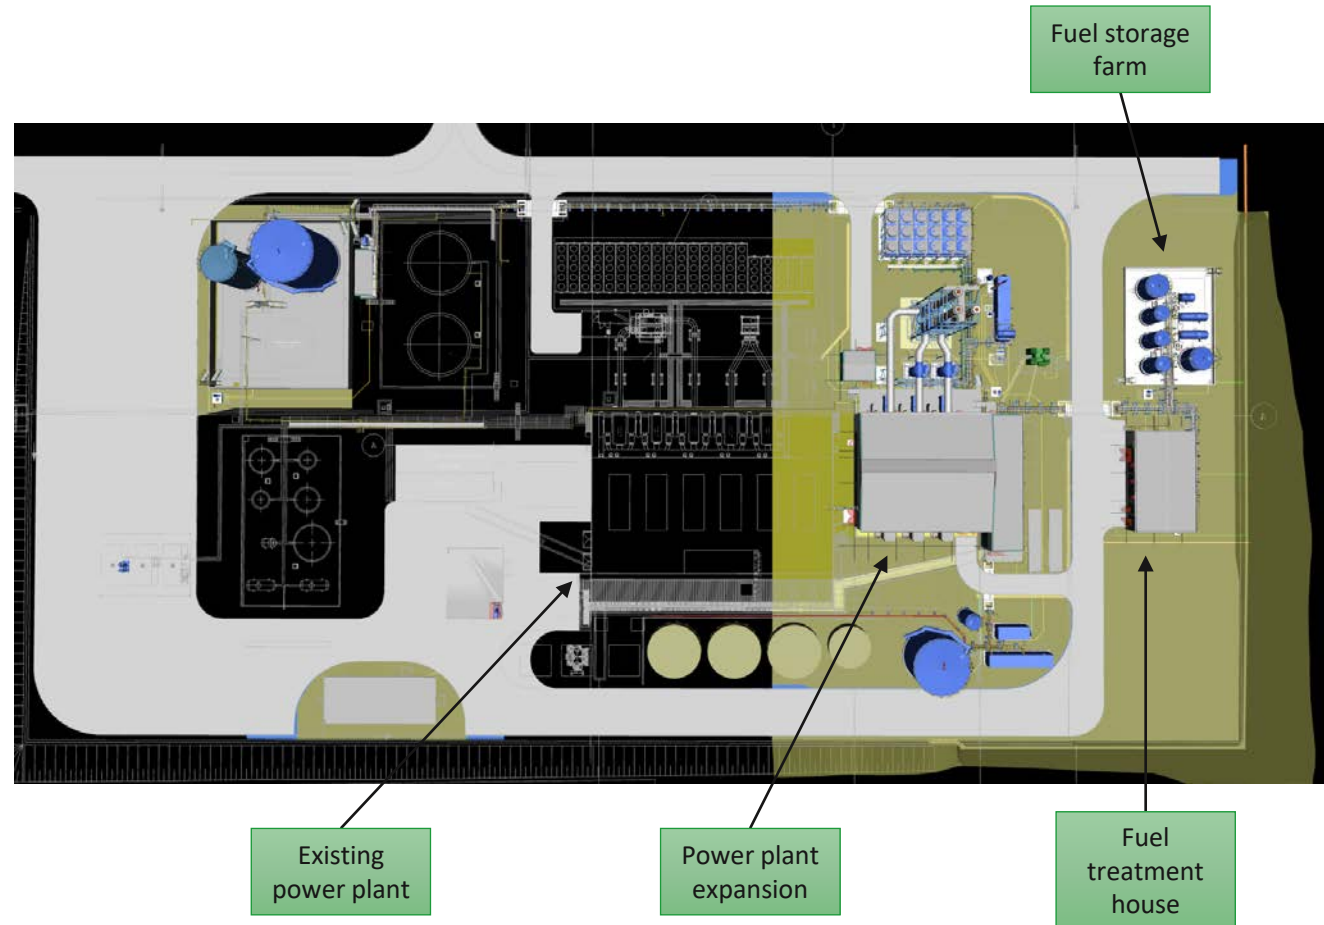 Fuel storage
farm
A
Existing
power plant
Power plant
expansion
Fuel
treatment
house